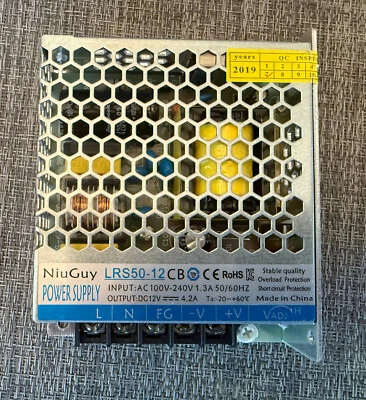 years QC INSP
2019 1 2 3 4
7 8 9
NiuGuy LRS50-12 CB CE RoHS Stable quality
Overload Protection
POWER SUPPLY INPUT:AC100V-240V 1.3A 50/60HZ Short circuit Protection
OUTPUT:DC12V 4.2A Ta:-20~+60℃ Made in China
L N FG -V +V VADJ